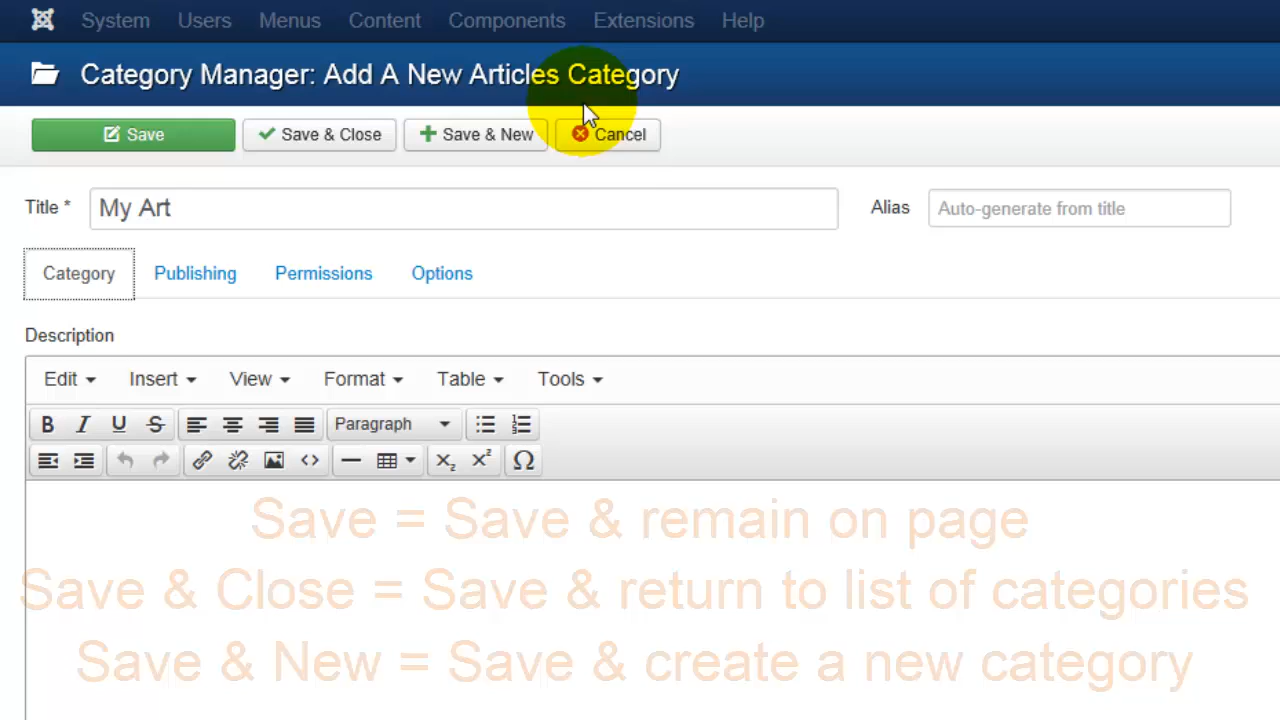 System Users Menus Content Components Extensions Help
Category Manager: Add A New Articles Category
Save Save & Close Save & New Cancel
Title * My Art Alias Auto-generate from title
Category Publishing Permissions Options
Description
Edit Insert View Format Table Tools
B I U S Paragraph
X₂ X² Ω
Save = Save & remain on page
Save & Close = Save & return to list of categories
Save & New = Save & create a new category